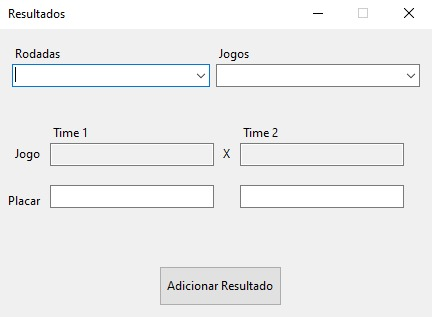 Resultados
Rodadas Jogos
Time 1 Time 2
Jogo X
Placar
Adicionar Resultado